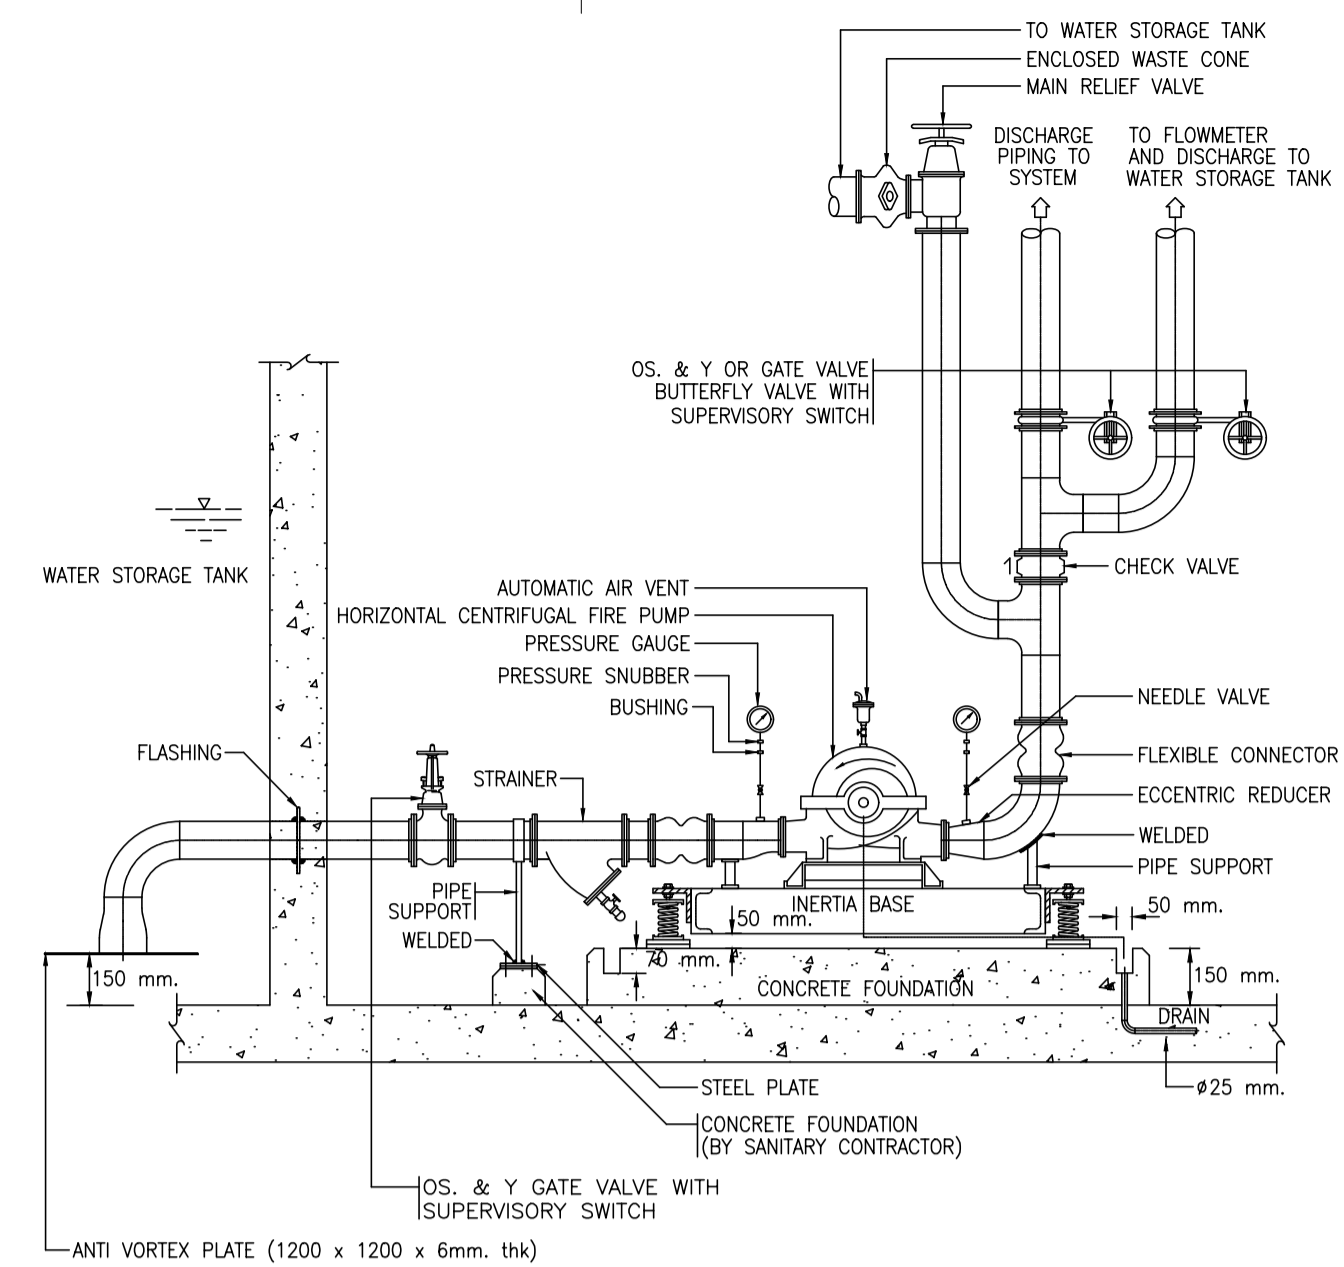 TO WATER STORAGE TANK
ENCLOSED WASTE CONE
MAIN RELIEF VALVE
DISCHARGE
PIPING TO
SYSTEM
TO FLOWMETER
AND DISCHARGE TO
WATER STORAGE TANK
OS. & Y OR GATE VALVE
BUTTERFLY VALVE WITH
SUPERVISORY SWITCH
WATER STORAGE TANK
1
CHECK VALVE
AUTOMATIC AIR VENT
HORIZONTAL CENTRIFUGAL FIRE PUMP
PRESSURE GAUGE
PRESSURE SNUBBER
BUSHING
NEEDLE VALVE
FLASHING
STRAINER
FLEXIBLE CONNECTOR
ECCENTRIC REDUCER
WELDED
PIPE SUPPORT
PIPE
SUPPORT
WELDED
INERTIA BASE
50 mm.
50 mm.
70 mm.
150 mm.
150 mm.
CONCRETE FOUNDATION
DRAIN
STEEL PLATE
ø25 mm.
CONCRETE FOUNDATION
(BY SANITARY CONTRACTOR)
OS. & Y GATE VALVE WITH
SUPERVISORY SWITCH
ANTI VORTEX PLATE (1200 x 1200 x 6mm. thk)